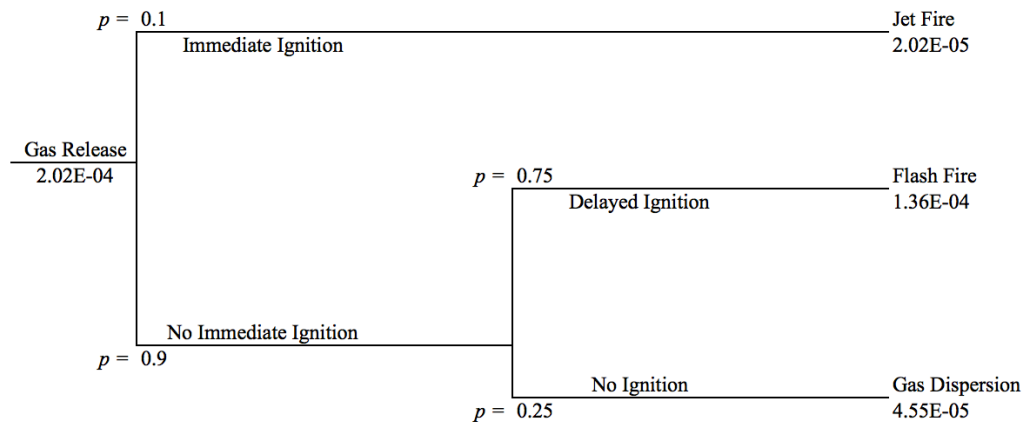 p = 0.1
Jet Fire
Immediate Ignition
2.02E-05
Gas Release
2.02E-04
p = 0.75
Flash Fire
Delayed Ignition
1.36E-04
No Immediate Ignition
p = 0.9
No Ignition
Gas Dispersion
p = 0.25
4.55E-05